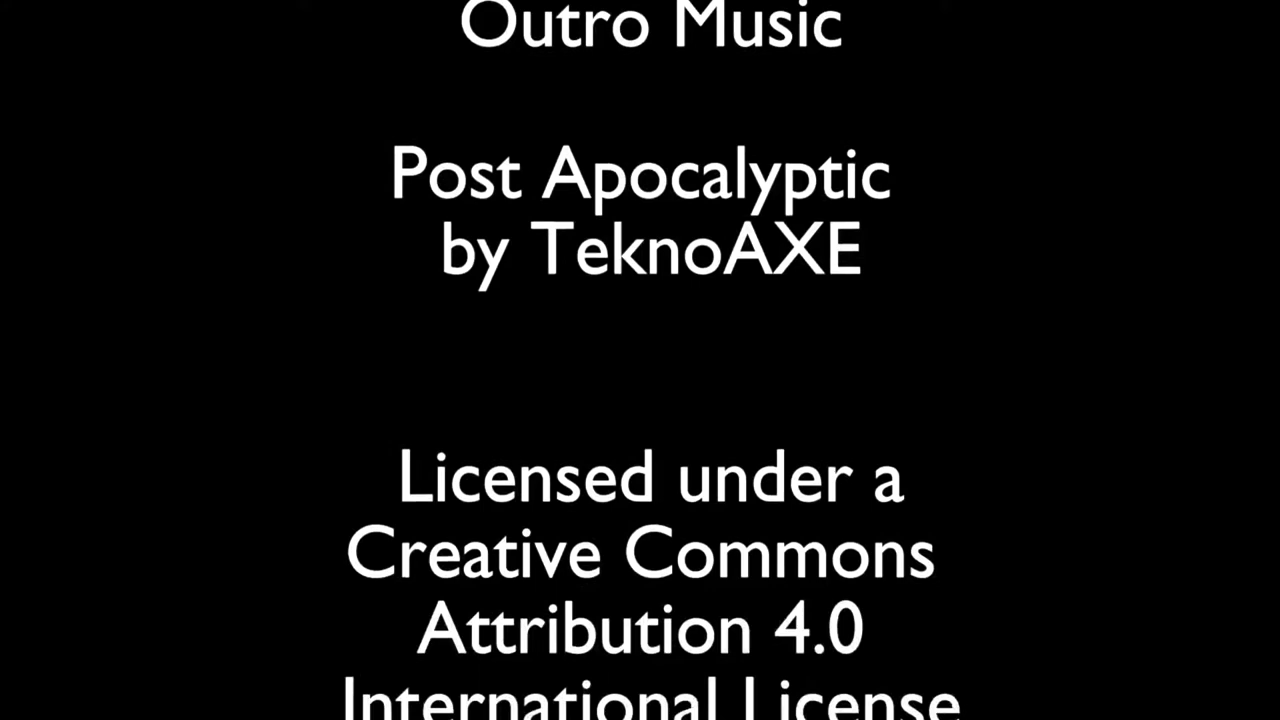 Outro Music
Post Apocalyptic
by TeknoAXE
Licensed under a
Creative Commons
Attribution 4.0
International License